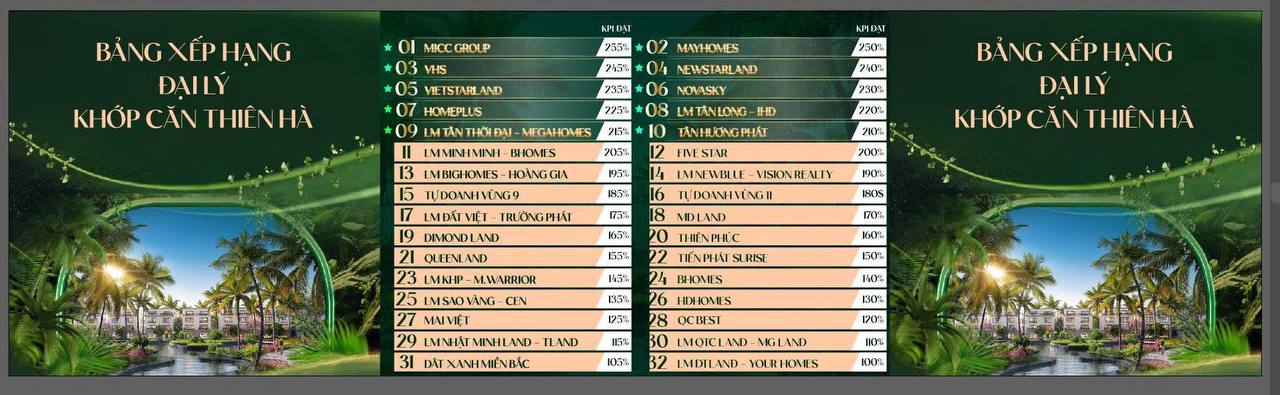 BẢNG XẾP HẠNG
ĐẠI LÝ
KHỚP CĂN THIÊN HÀ
KPI ĐẠT
01 MICC GROUP 255%
03 VHS 245%
05 VIETSTARLAND 235%
07 HOMEPLUS 225%
09 LM TÂN THỜI ĐẠI – MEGAHOMES 215%
11 LM MINH MINH – BHOMES 205%
13 LM BIGHOMES – HOÀNG GIA 195%
15 TỰ DOANH VÙNG 9 185%
17 LM ĐẤT VIỆT – TRƯỜNG PHÁT 175%
19 DIMOND LAND 165%
21 QUEENLAND 155%
23 LM KHP – M.WARRIOR 145%
25 LM SAO VÀNG – CEN 135%
27 MAI VIỆT 125%
29 LM NHẬT MINH LAND – TLAND 115%
31 ĐẤT XANH MIỀN BẮC 105%
KPI ĐẠT
02 MAYHOMES 250%
04 NEWSTARLAND 240%
06 NOVASKY 230%
08 LM TÂN LONG – IHD 220%
10 TÂN HƯƠNG PHÁT 210%
12 FIVE STAR 200%
14 LM NEWBLUE – VISION REALTY 190%
16 TỰ DOANH VÙNG 11 180$
18 MD LAND 170%
20 THIÊN PHÚC 160%
22 TIẾN PHÁT SURISE 150%
24 BHOMES 140%
26 HDHOMES 130%
28 QC BEST 120%
30 LM QTC LAND – MG LAND 110%
32 LM ĐTLAND – YOUR HOMES 100%
BẢNG XẾP HẠNG
ĐẠI LÝ
KHỚP CĂN THIÊN HÀ